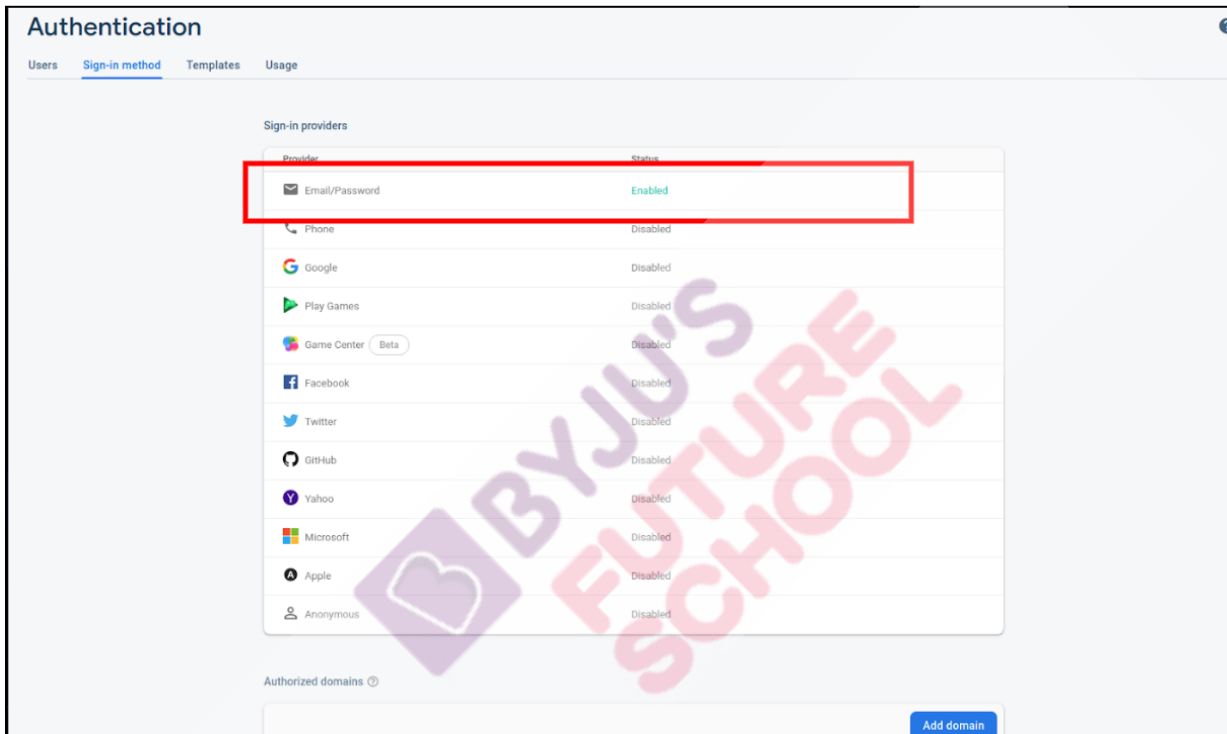 Authentication
Users Sign-in method Templates Usage
Sign-in providers
Provider Status
Email/Password Enabled
Phone Disabled
Google Disabled
Play Games Disabled
Game Center Beta Disabled
Facebook Disabled
Twitter Disabled
GitHub Disabled
Yahoo Disabled
Microsoft Disabled
Apple Disabled
Anonymous Disabled
BYJU'S
FUTURE
SCHOOL
Authorized domains
Add domain